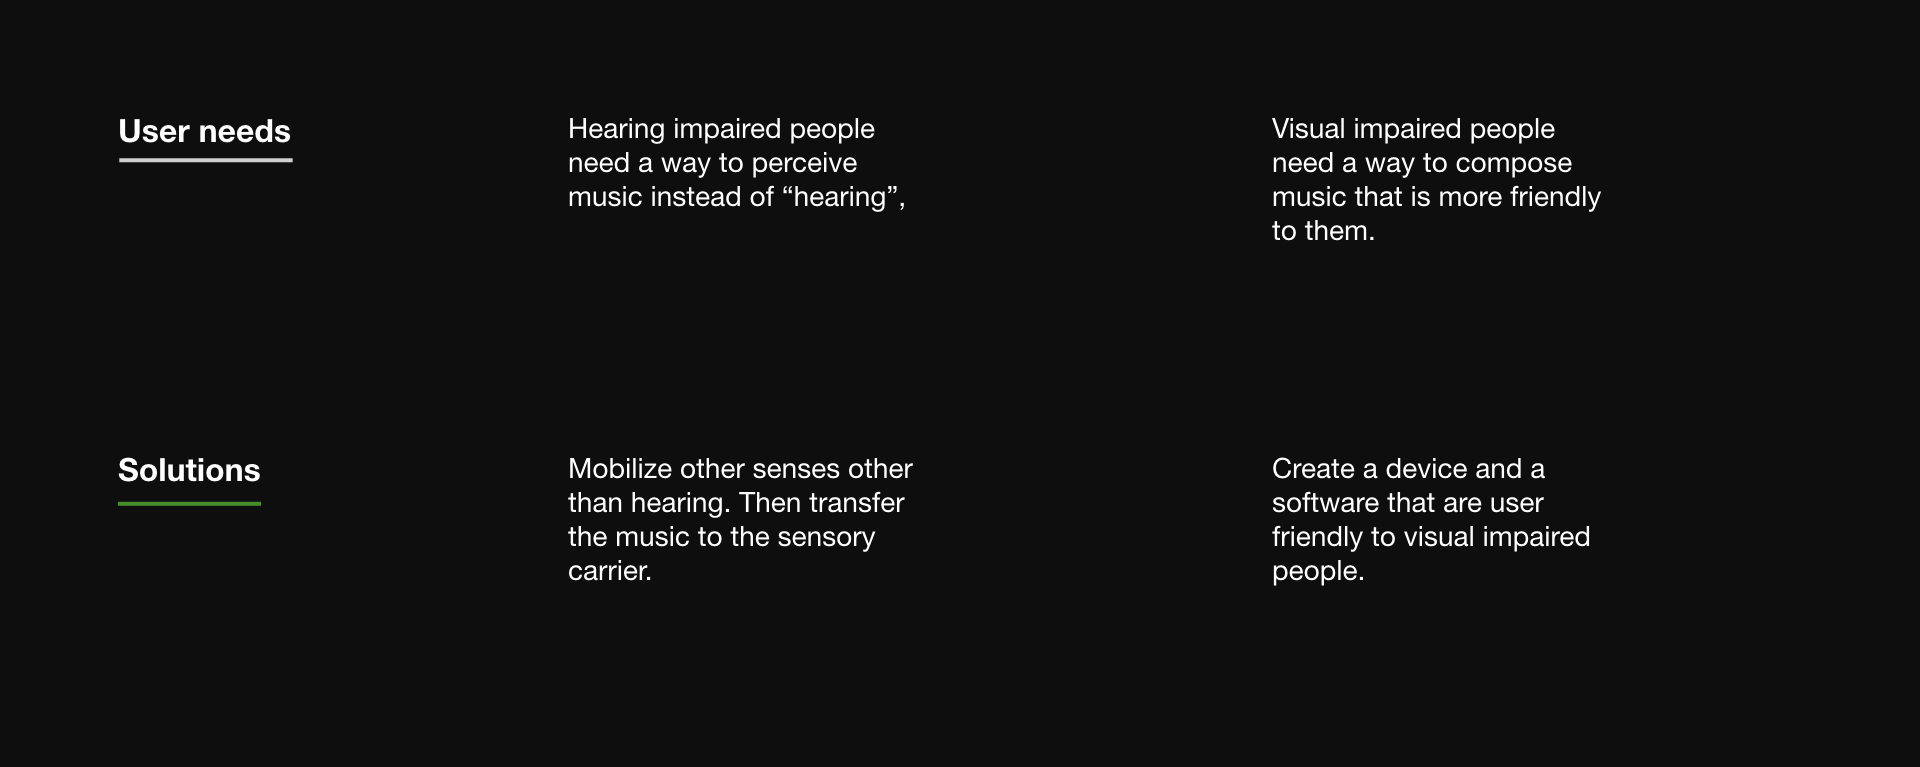 User needs
Hearing impaired people
need a way to perceive
music instead of “hearing”,
Visual impaired people
need a way to compose
music that is more friendly
to them.
Solutions
Mobilize other senses other
than hearing. Then transfer
the music to the sensory
carrier.
Create a device and a
software that are user
friendly to visual impaired
people.